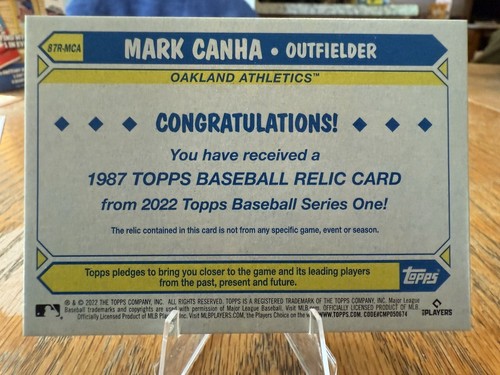 87R-MCA
MARK CANHA • OUTFIELDER
OAKLAND ATHLETICS™
CONGRATULATIONS!
You have received a
1987 TOPPS BASEBALL RELIC CARD
from 2022 Topps Baseball Series One!
The relic contained in this card is not from any specific game, event or season.
Topps pledges to bring you closer to the game and its leading players
from the past, present and future.
Topps
® & © 2022 THE TOPPS COMPANY, INC. ALL RIGHTS RESERVED. TOPPS IS A REGISTERED TRADEMARK OF THE TOPPS COMPANY, INC. Major League
Baseball trademarks and copyrights are used with permission of Major League Baseball. Visit MLB.com. OFFICIALLY LICENSED PRODUCT OF MLB
Officially Licensed Product of MLB Visit MLBPLAYERS.com, the Players Choice on the WWW.TOPPS.COM. CODE#CMP050674
PLAYERS